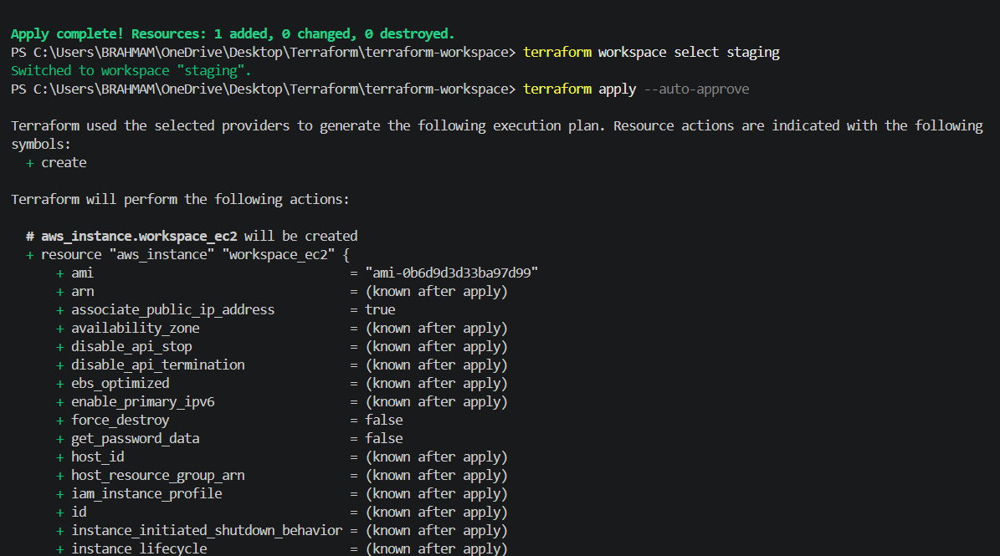 Apply complete! Resources: 1 added, 0 changed, 0 destroyed.
PS C:\Users\BRAHMAM\OneDrive\Desktop\Terraform\terraform-workspace> terraform workspace select staging
Switched to workspace "staging".
PS C:\Users\BRAHMAM\OneDrive\Desktop\Terraform\terraform-workspace> terraform apply --auto-approve
Terraform used the selected providers to generate the following execution plan. Resource actions are indicated with the following
symbols:
+ create
Terraform will perform the following actions:
# aws_instance.workspace_ec2 will be created
+ resource "aws_instance" "workspace_ec2" {
+ ami = "ami-0b6d9d3d33ba97d99"
+ arn = (known after apply)
+ associate_public_ip_address = true
+ availability_zone = (known after apply)
+ disable_api_stop = (known after apply)
+ disable_api_termination = (known after apply)
+ ebs_optimized = (known after apply)
+ enable_primary_ipv6 = (known after apply)
+ force_destroy = false
+ get_password_data = false
+ host_id = (known after apply)
+ host_resource_group_arn = (known after apply)
+ iam_instance_profile = (known after apply)
+ id = (known after apply)
+ instance_initiated_shutdown_behavior = (known after apply)
+ instance_lifecycle = (known after apply)